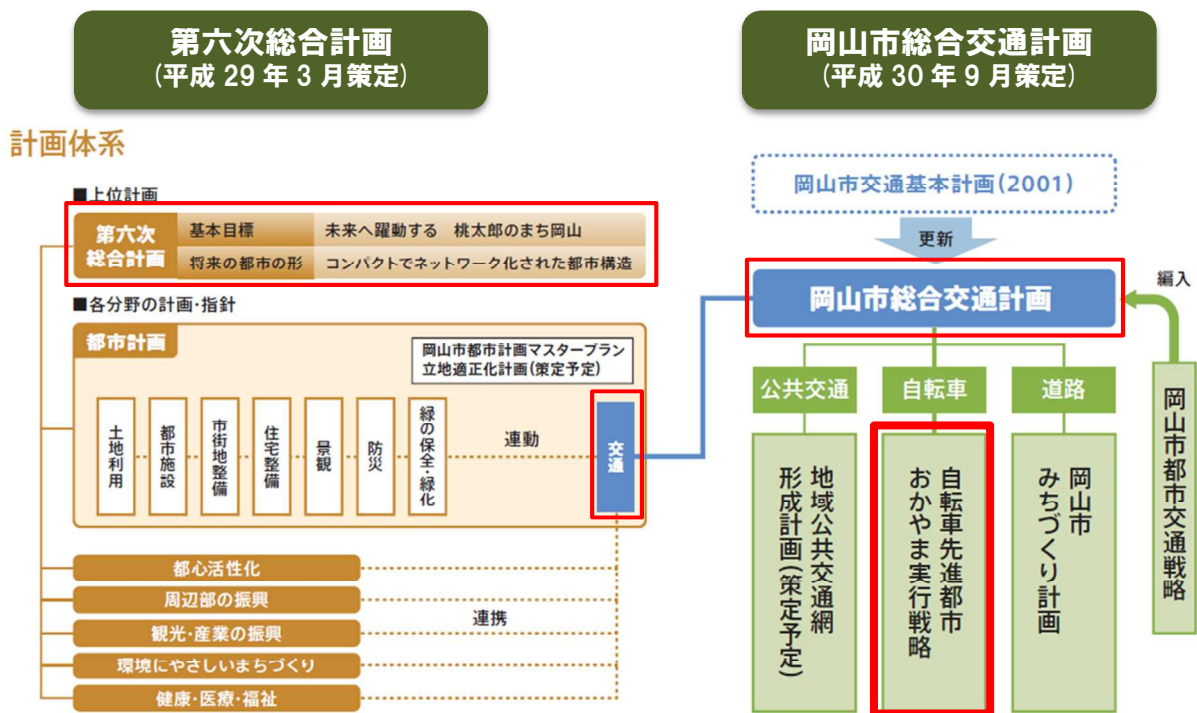 第六次総合計画
(平成 29 年 3 月策定)
岡山市総合交通計画
(平成 30 年 9 月策定)
計画体系
■上位計画
第六次
総合計画
基本目標
未来へ躍動する 桃太郎のまち岡山
将来の都市の形
コンパクトでネットワーク化された都市構造
■各分野の計画・指針
都市計画
岡山市都市計画マスタープラン
立地適正化計画(策定予定)
土地利用
都市施設
市街地整備
住宅整備
景観
防災
緑の保全・緑化
連動
交通
都心活性化
周辺部の振興
観光・産業の振興
環境にやさしいまちづくり
健康・医療・福祉
連携
岡山市交通基本計画(2001)
更新
岡山市総合交通計画
編入
公共交通
自転車
道路
地域公共交通網
形成計画(策定予定)
自転車先進都市
おかやま実行戦略
岡山市
みちづくり計画
岡山市都市交通戦略